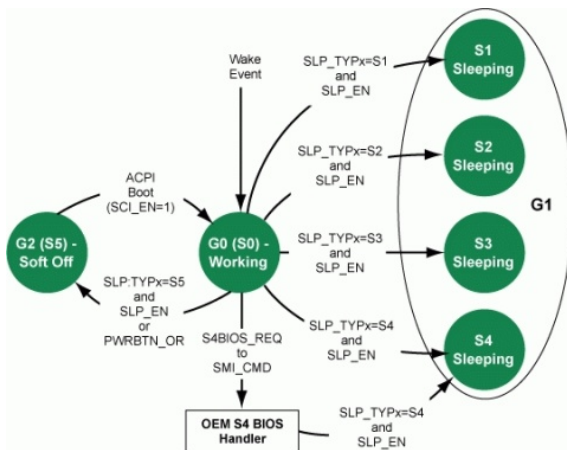 Wake
Event
SLP_TYPx=S1
and
SLP_EN
S1
Sleeping
SLP_TYPx=S2
and
SLP_EN
S2
Sleeping
G1
ACPI
Boot
(SCI_EN=1)
G2 (S5) -
Soft Off
G0 (S0) -
Working
SLP_TYPx=S3
and
SLP_EN
S3
Sleeping
SLP:TYPx=S5
and
SLP_EN
or
PWRBTN_OR
S4BIOS_REQ
to
SMI_CMD
SLP_TYPx=S4
and
SLP_EN
S4
Sleeping
OEM S4 BIOS
Handler
SLP_TYPx=S4
and
SLP_EN